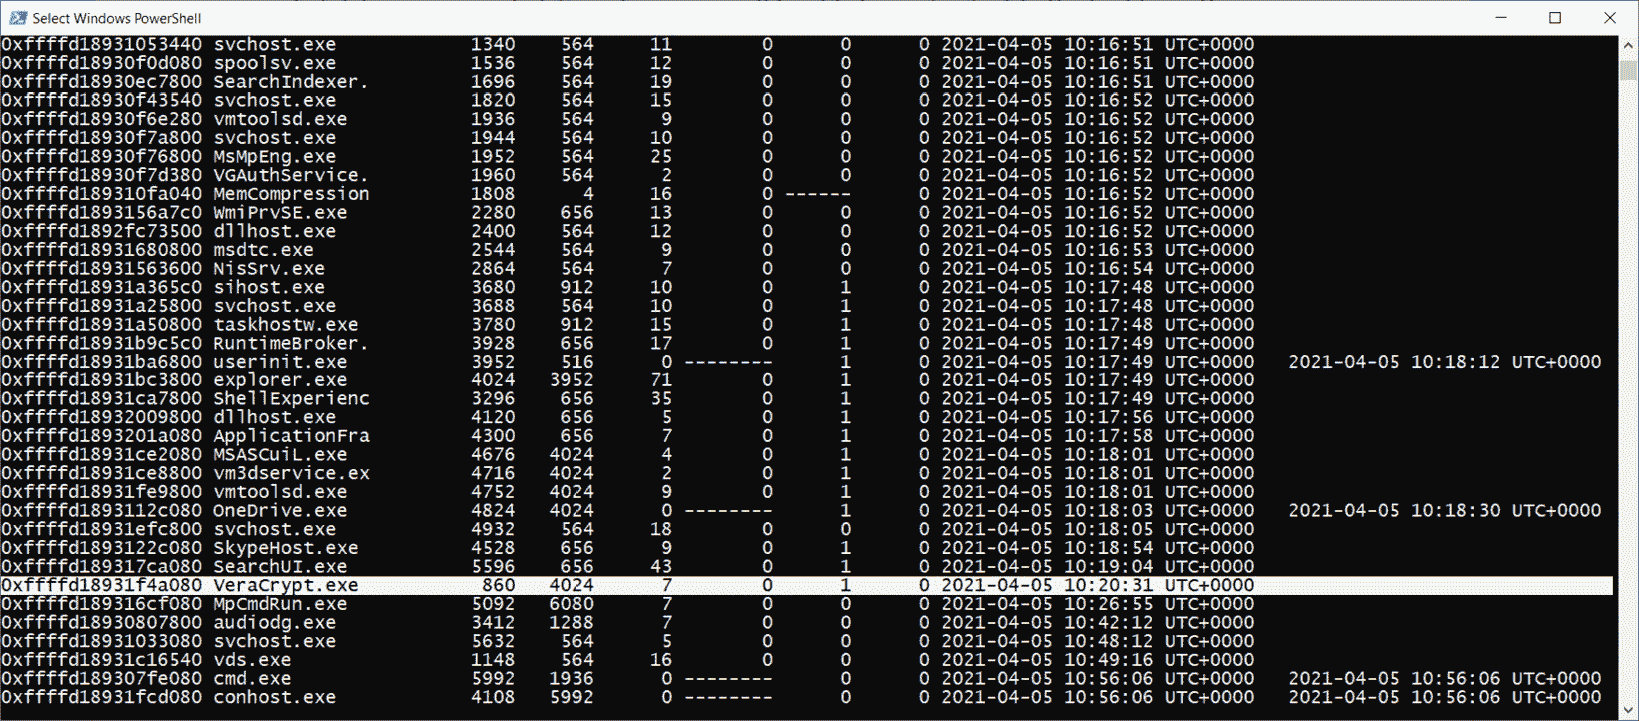 Select Windows PowerShell
0xffffd18931053440 svchost.exe 1340 564 11 0 0 0 2021-04-05 10:16:51 UTC+0000
0xffffd18930f0d080 spoolsv.exe 1536 564 12 0 0 0 2021-04-05 10:16:51 UTC+0000
0xffffd18930ec7800 SearchIndexer. 1696 564 19 0 0 0 2021-04-05 10:16:51 UTC+0000
0xffffd18930f43540 svchost.exe 1820 564 15 0 0 0 2021-04-05 10:16:52 UTC+0000
0xffffd18930f6e280 vmtoolsd.exe 1936 564 9 0 0 0 2021-04-05 10:16:52 UTC+0000
0xffffd18930f7a800 svchost.exe 1944 564 10 0 0 0 2021-04-05 10:16:52 UTC+0000
0xffffd18930f76800 MsMpEng.exe 1952 564 25 0 0 0 2021-04-05 10:16:52 UTC+0000
0xffffd18930f7d380 VGAuthService. 1960 564 2 0 0 0 2021-04-05 10:16:52 UTC+0000
0xffffd189310fa040 MemCompression 1808 4 16 0 ------ 0 2021-04-05 10:16:52 UTC+0000
0xffffd1893156a7c0 WmiPrvSE.exe 2280 656 13 0 0 0 2021-04-05 10:16:52 UTC+0000
0xffffd1892fc73500 dllhost.exe 2400 564 12 0 0 0 2021-04-05 10:16:52 UTC+0000
0xffffd18931680800 msdtc.exe 2544 564 9 0 0 0 2021-04-05 10:16:53 UTC+0000
0xffffd18931563600 NisSrv.exe 2864 564 7 0 0 0 2021-04-05 10:16:54 UTC+0000
0xffffd18931a365c0 sihost.exe 3680 912 10 0 1 0 2021-04-05 10:17:48 UTC+0000
0xffffd18931a25800 svchost.exe 3688 564 10 0 1 0 2021-04-05 10:17:48 UTC+0000
0xffffd18931a50800 taskhostw.exe 3780 912 15 0 1 0 2021-04-05 10:17:48 UTC+0000
0xffffd18931b9c5c0 RuntimeBroker. 3928 656 17 0 1 0 2021-04-05 10:17:49 UTC+0000
0xffffd18931ba6800 userinit.exe 3952 516 0 -------- 1 0 2021-04-05 10:17:49 UTC+0000 2021-04-05 10:18:12 UTC+0000
0xffffd18931bc3800 explorer.exe 4024 3952 71 0 1 0 2021-04-05 10:17:49 UTC+0000
0xffffd18931ca7800 ShellExperienc 3296 656 35 0 1 0 2021-04-05 10:17:49 UTC+0000
0xffffd18932009800 dllhost.exe 4120 656 5 0 1 0 2021-04-05 10:17:56 UTC+0000
0xffffd1893201a080 ApplicationFra 4300 656 7 0 1 0 2021-04-05 10:17:58 UTC+0000
0xffffd18931ce2080 MSASCuiL.exe 4676 4024 4 0 1 0 2021-04-05 10:18:01 UTC+0000
0xffffd18931ce8800 vm3dservice.ex 4716 4024 2 0 1 0 2021-04-05 10:18:01 UTC+0000
0xffffd18931fe9800 vmtoolsd.exe 4752 4024 9 0 1 0 2021-04-05 10:18:01 UTC+0000
0xffffd1893112c080 OneDrive.exe 4824 4024 0 -------- 1 0 2021-04-05 10:18:03 UTC+0000 2021-04-05 10:18:30 UTC+0000
0xffffd18931efc800 svchost.exe 4932 564 18 0 0 0 2021-04-05 10:18:05 UTC+0000
0xffffd1893122c080 SkypeHost.exe 4528 656 9 0 1 0 2021-04-05 10:18:54 UTC+0000
0xffffd189317ca080 SearchUI.exe 5596 656 43 0 1 0 2021-04-05 10:19:04 UTC+0000
0xffffd18931f4a080 VeraCrypt.exe 860 4024 7 0 1 0 2021-04-05 10:20:31 UTC+0000
0xffffd189316cf080 MpCmdRun.exe 5092 6080 7 0 0 0 2021-04-05 10:26:55 UTC+0000
0xffffd18930807800 audiodg.exe 3412 1288 7 0 0 0 2021-04-05 10:42:12 UTC+0000
0xffffd18931033080 svchost.exe 5632 564 5 0 0 0 2021-04-05 10:48:12 UTC+0000
0xffffd18931c16540 vds.exe 1148 564 16 0 0 0 2021-04-05 10:49:16 UTC+0000
0xffffd189307fe080 cmd.exe 5992 1936 0 -------- 0 0 2021-04-05 10:56:06 UTC+0000 2021-04-05 10:56:06 UTC+0000
0xffffd18931fcd080 conhost.exe 4108 5992 0 -------- 0 0 2021-04-05 10:56:06 UTC+0000 2021-04-05 10:56:06 UTC+0000